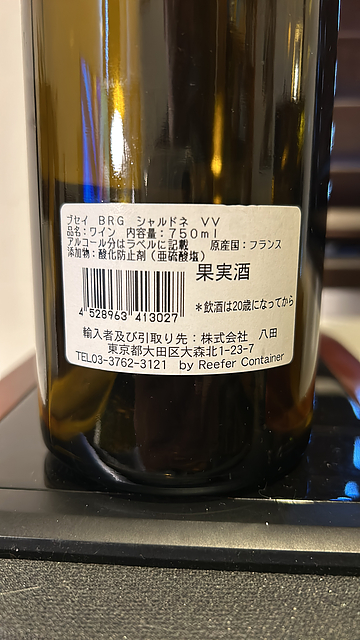 ブセイ BRG シャルドネ VV
品名：ワイン 内容量：750ml
アルコール分はラベルに記載 原産国：フランス
添加物：酸化防止剤（亜硫酸塩）
果実酒
4 528963 413027
＊飲酒は20歳になってから
輸入者及び引取り先：株式会社 八田
東京都大田区大森北1-23-7
TEL03-3762-3121 by Reefer Container